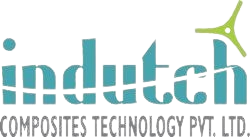 indutch
COMPOSITES TECHNOLOGY PVT. LTD.